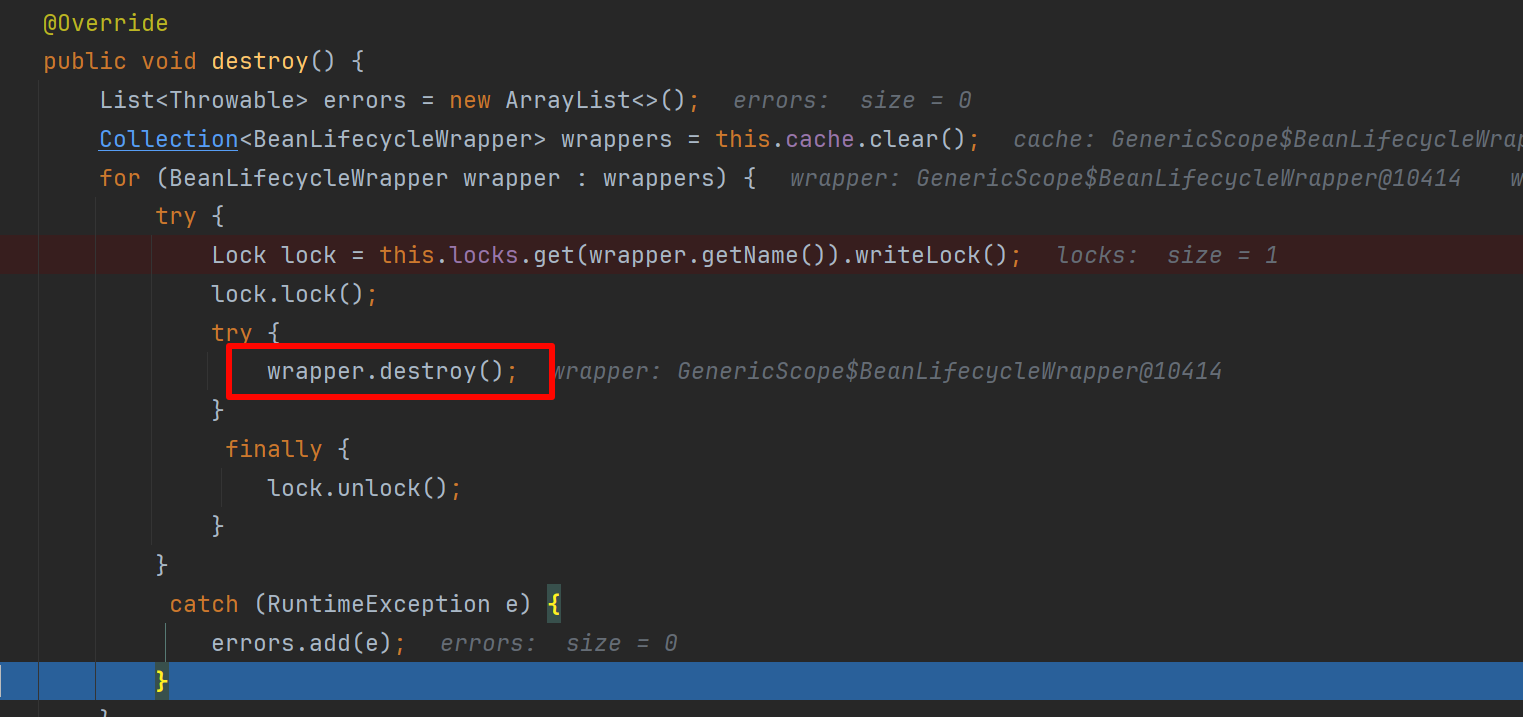 @Override
public void destroy() {
List<Throwable> errors = new ArrayList<>(); errors: size = 0
Collection<BeanLifecycleWrapper> wrappers = this.cache.clear(); cache: GenericScope$BeanLifecycleWrap
for (BeanLifecycleWrapper wrapper : wrappers) { wrapper: GenericScope$BeanLifecycleWrapper@10414 w
try {
Lock lock = this.locks.get(wrapper.getName()).writeLock(); locks: size = 1
lock.lock();
try {
wrapper.destroy(); wrapper: GenericScope$BeanLifecycleWrapper@10414
}
finally {
lock.unlock();
}
}
catch (RuntimeException e) {
errors.add(e); errors: size = 0
}
}